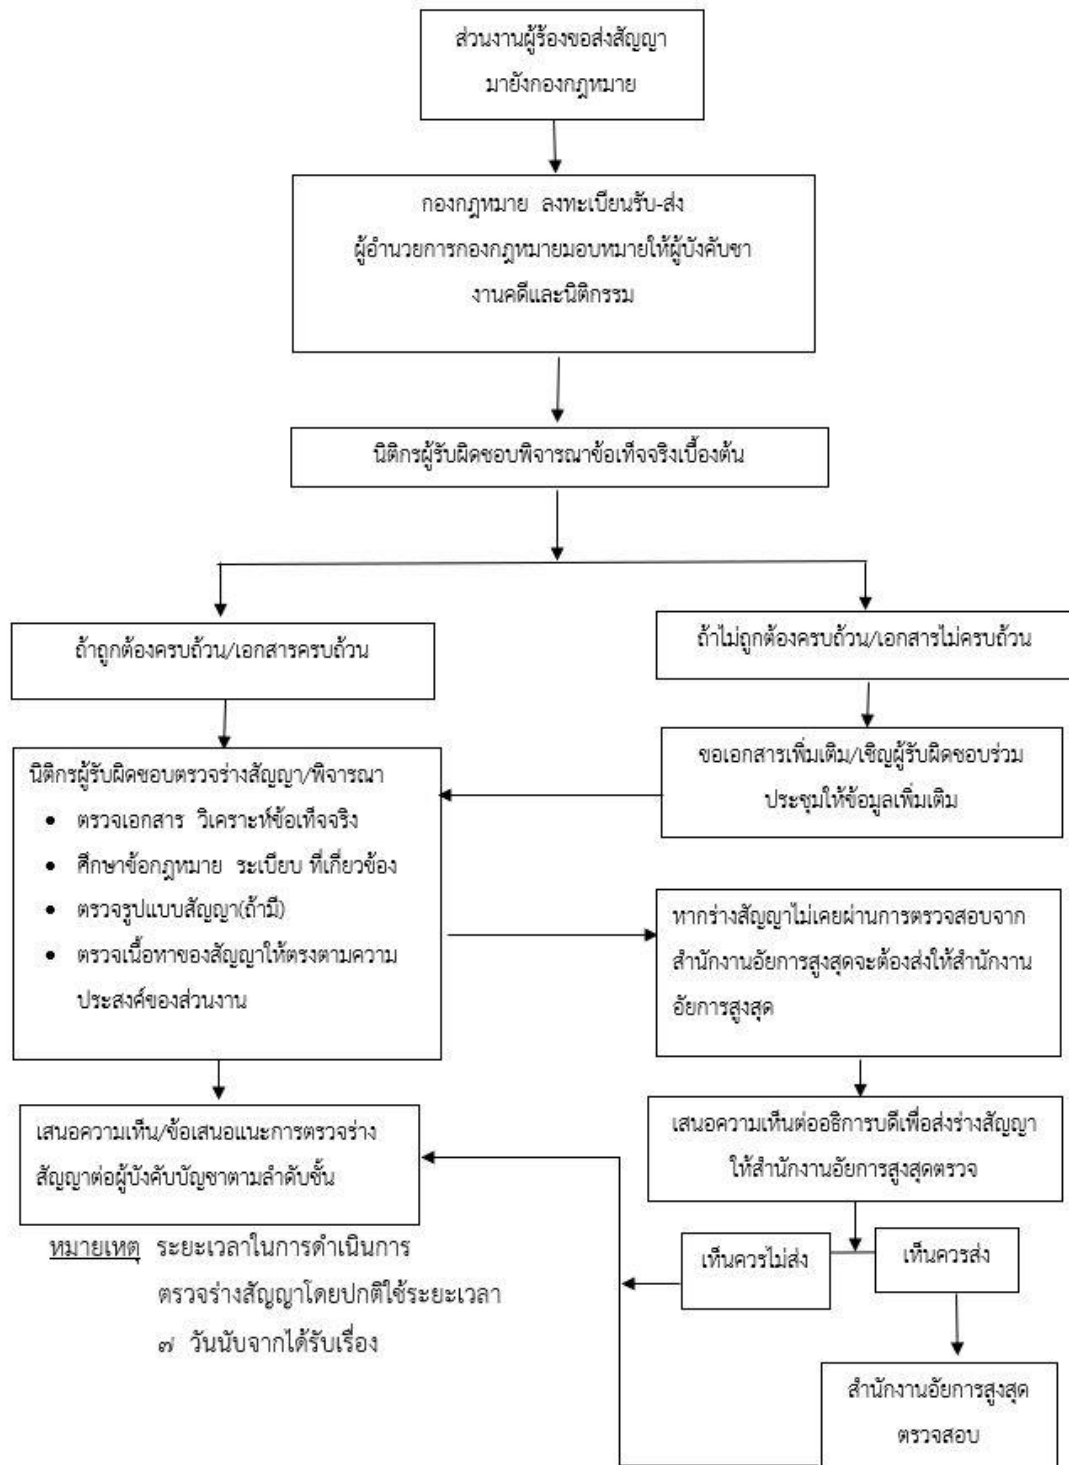 ส่วนงานผู้ร้องขอส่งสัญญา
มายังกองกฎหมาย
กองกฎหมาย ลงทะเบียนรับ-ส่ง
ผู้อำนวยการกองกฎหมายมอบหมายให้ผู้บังคับชา
งานคดีและนิติกรรม
นิติกรผู้รับผิดชอบพิจารณาข้อเท็จจริงเบื้องต้น
ถ้าถูกต้องครบถ้วน/เอกสารครบถ้วน
ถ้าไม่ถูกต้องครบถ้วน/เอกสารไม่ครบถ้วน
นิติกรผู้รับผิดชอบตรวจร่างสัญญา/พิจารณา
• ตรวจเอกสาร วิเคราะห์ข้อเท็จจริง
• ศึกษาข้อกฎหมาย ระเบียบ ที่เกี่ยวข้อง
• ตรวจรูปแบบสัญญา(ถ้ามี)
• ตรวจเนื้อหาของสัญญาให้ตรงตามความ
ประสงค์ของส่วนงาน
ขอเอกสารเพิ่มเติม/เชิญผู้รับผิดชอบร่วม
ประชุมให้ข้อมูลเพิ่มเติม
หากร่างสัญญาไม่เคยผ่านการตรวจสอบจาก
สำนักงานอัยการสูงสุดจะต้องส่งให้สำนักงาน
อัยการสูงสุด
เสนอความเห็น/ข้อเสนอแนะการตรวจร่าง
สัญญาต่อผู้บังคับบัญชาตามลำดับชั้น
เสนอความเห็นต่ออธิการบดีเพื่อส่งร่างสัญญา
ให้สำนักงานอัยการสูงสุดตรวจ
เห็นควรไม่ส่ง
เห็นควรส่ง
หมายเหตุ ระยะเวลาในการดำเนินการ
ตรวจร่างสัญญาโดยปกติใช้ระยะเวลา
๗ วันนับจากได้รับเรื่อง
สำนักงานอัยการสูงสุด
ตรวจสอบ